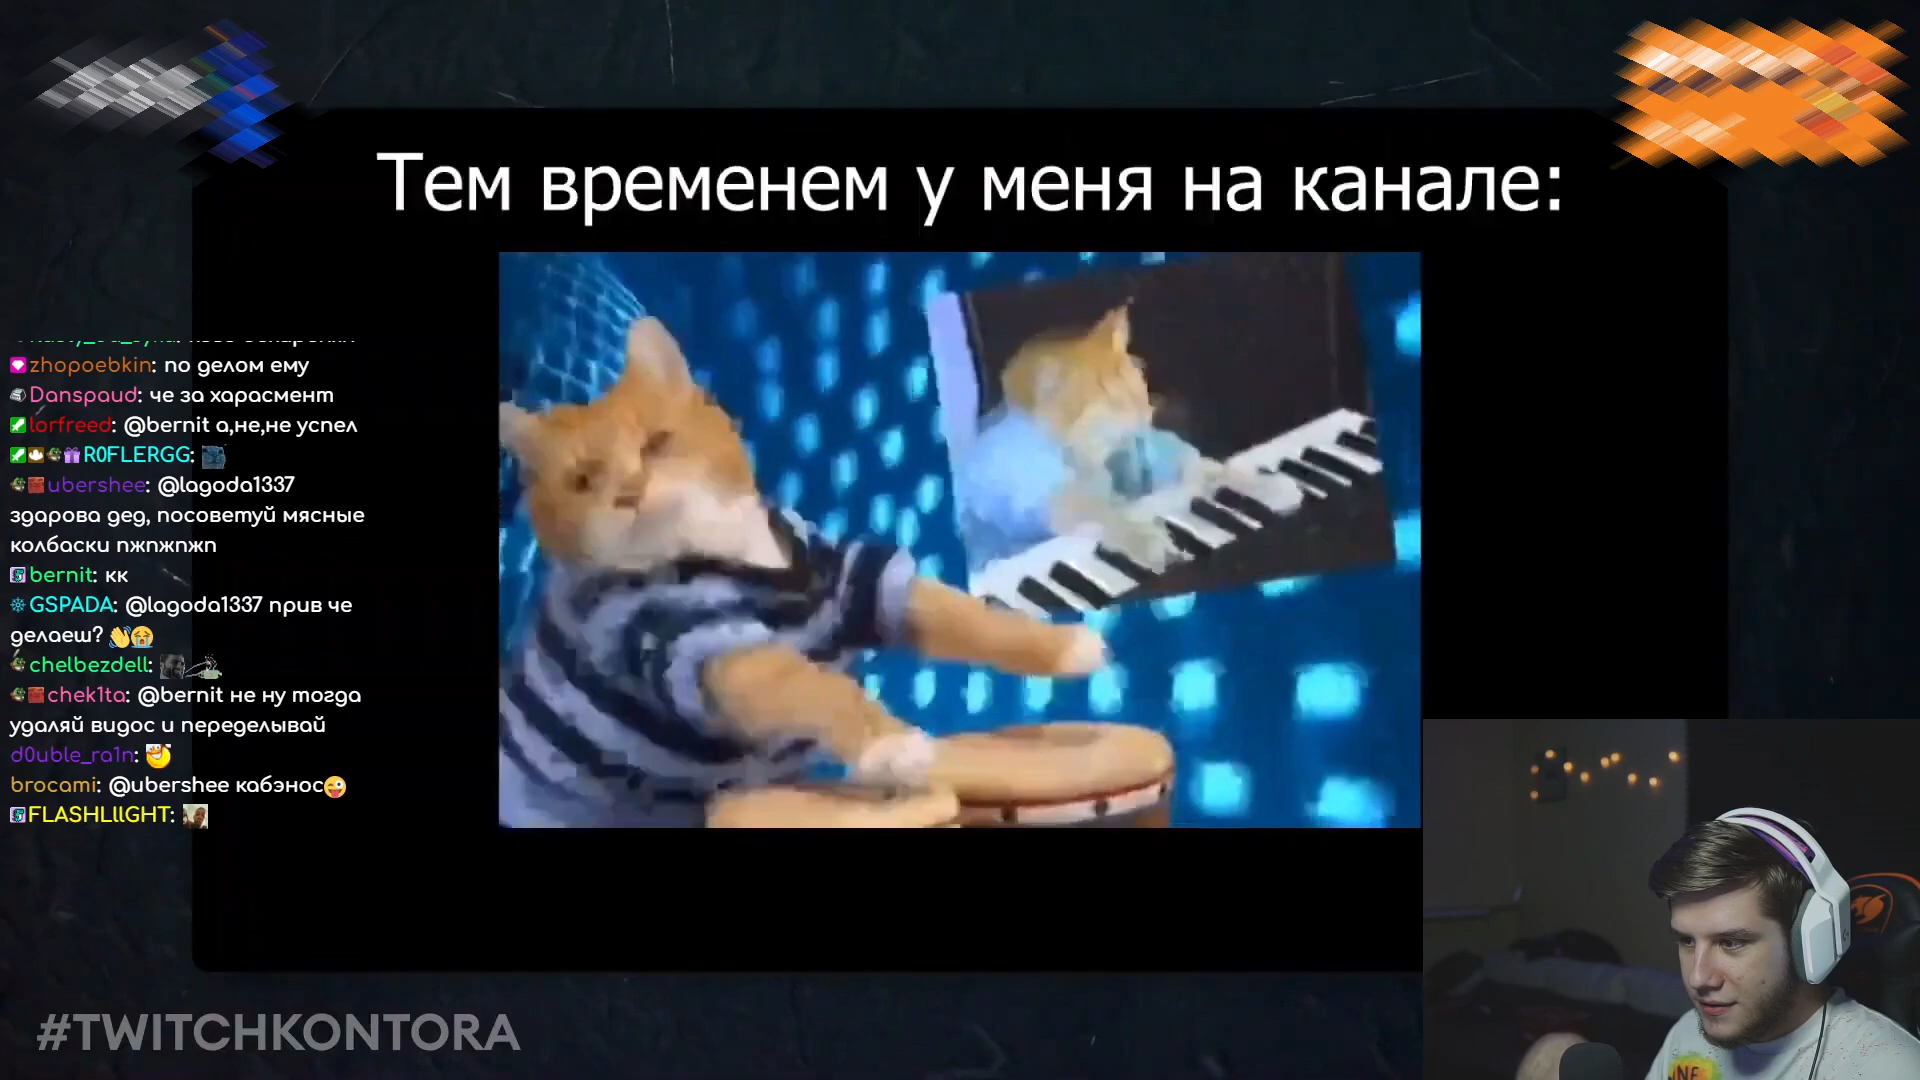 Тем временем у меня на канале:
zhopoebkin: по делом ему
Danspaud: че за харасмент
lorfreed: @bernit а,не,не успел
R0FLERGG:
ubershee: @lagoda1337
здарова дед, посоветуй мясные
колбаски пжпжпжп
bernit: кк
GSPADA: @lagoda1337 прив че
делаеш?
chelbezdell:
chek1ta: @bernit не ну тогда
удаляй видос и переделывай
d0uble_ra1n:
brocami: @ubershee кабэнос
FLASHLllGHT:
#TWITCHKONTORA